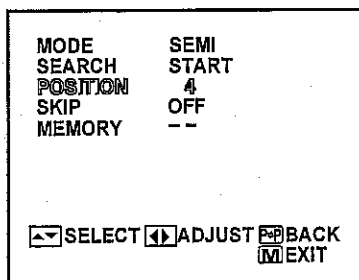 MODE SEMI
SEARCH START
POSITION 4
SKIP OFF
MEMORY --
▲▼ SELECT ◀▶ ADJUST P•P BACK
M EXIT